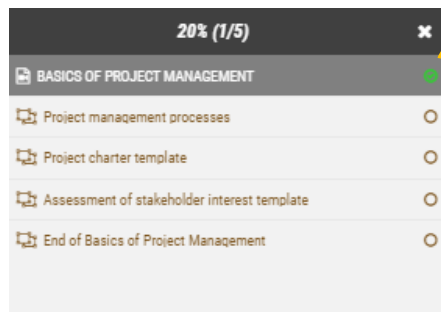 20% (1/5)
BASICS OF PROJECT MANAGEMENT
Project management processes
Project charter template
Assessment of stakeholder interest template
End of Basics of Project Management